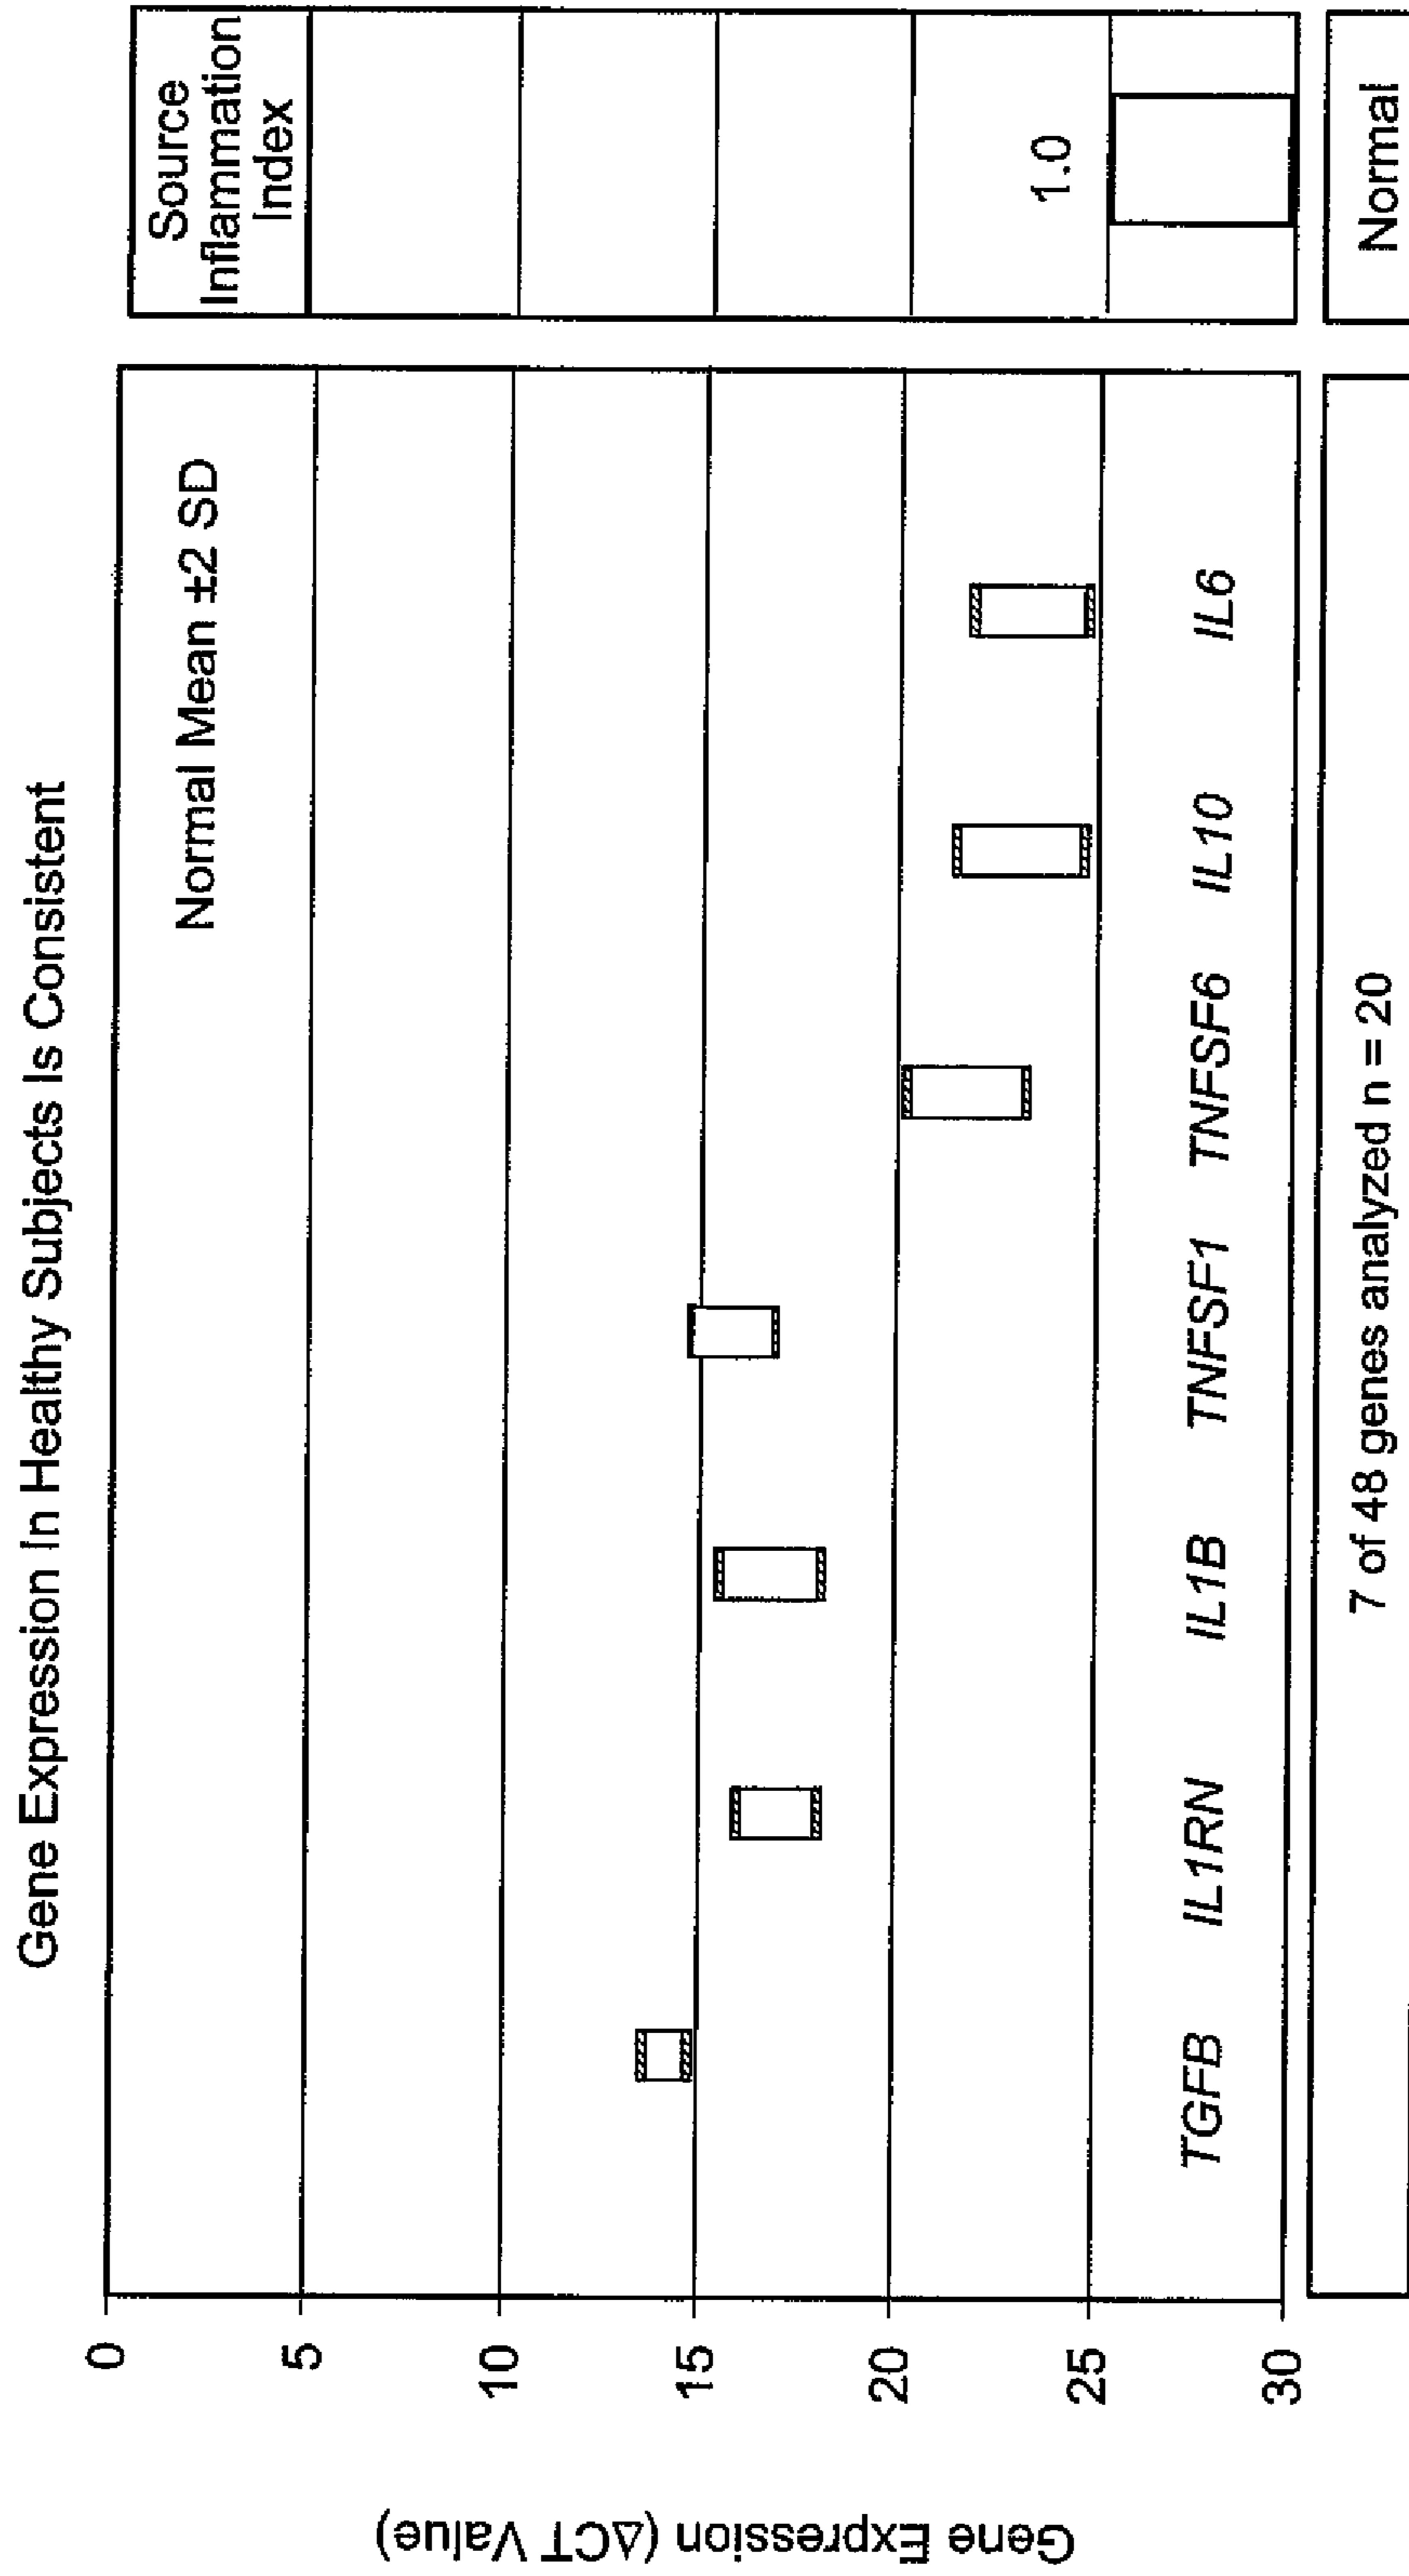 Gene Expression In Healthy Subjects Is Consistent
Gene Expression (ΔCT Value)
0
5
10
15
20
25
30
Normal Mean ±2 SD
TGFB IL1RN IL1B TNFSF1 TNFSF6 IL10 IL6
7 of 48 genes analyzed n = 20
Source
Inflammation
Index
1.0
Normal